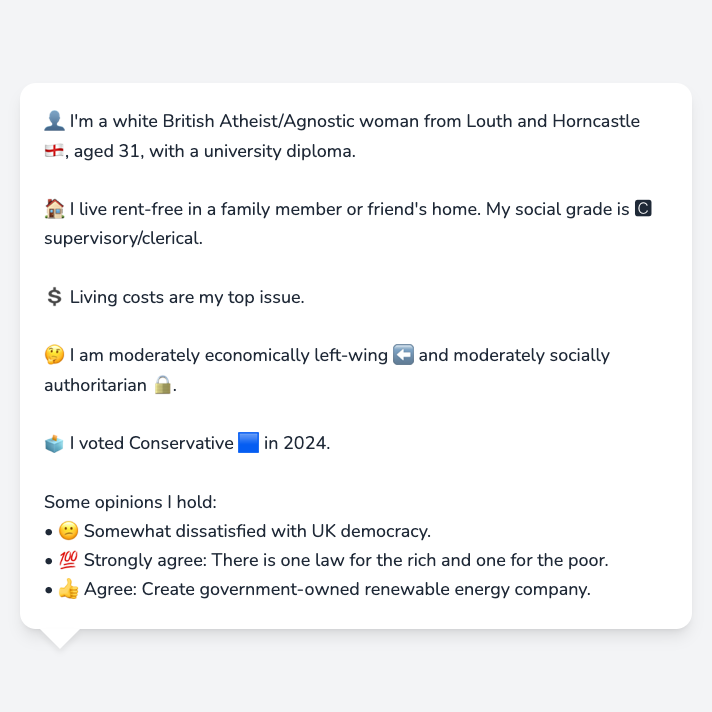 👤 I'm a white British Atheist/Agnostic woman from Louth and Horncastle
🏴󠁧󠁢󠁥󠁮󠁧󠁿, aged 31, with a university diploma.
🏠 I live rent-free in a family member or friend's home. My social grade is 🅲
supervisory/clerical.
💲 Living costs are my top issue.
🤔 I am moderately economically left-wing ⬅️ and moderately socially
authoritarian 🔒.
🗳️ I voted Conservative 🟦 in 2024.
Some opinions I hold:
• 🙁 Somewhat dissatisfied with UK democracy.
• 💯 Strongly agree: There is one law for the rich and one for the poor.
• 👍 Agree: Create government-owned renewable energy company.